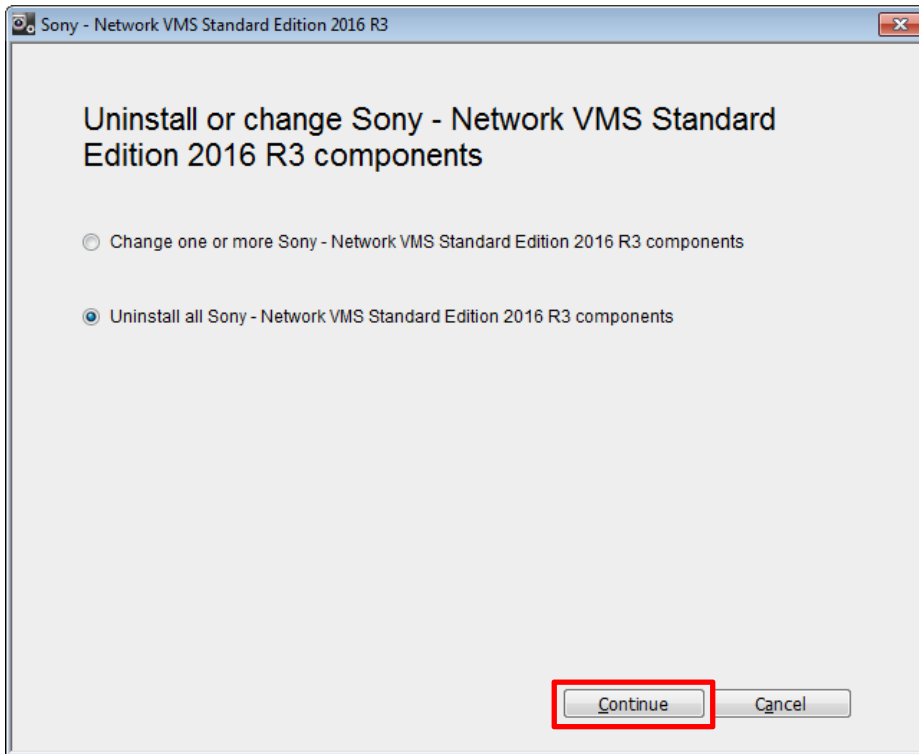 Sony - Network VMS Standard Edition 2016 R3
Uninstall or change Sony - Network VMS Standard
Edition 2016 R3 components
Change one or more Sony - Network VMS Standard Edition 2016 R3 components
Uninstall all Sony - Network VMS Standard Edition 2016 R3 components
Continue Cancel